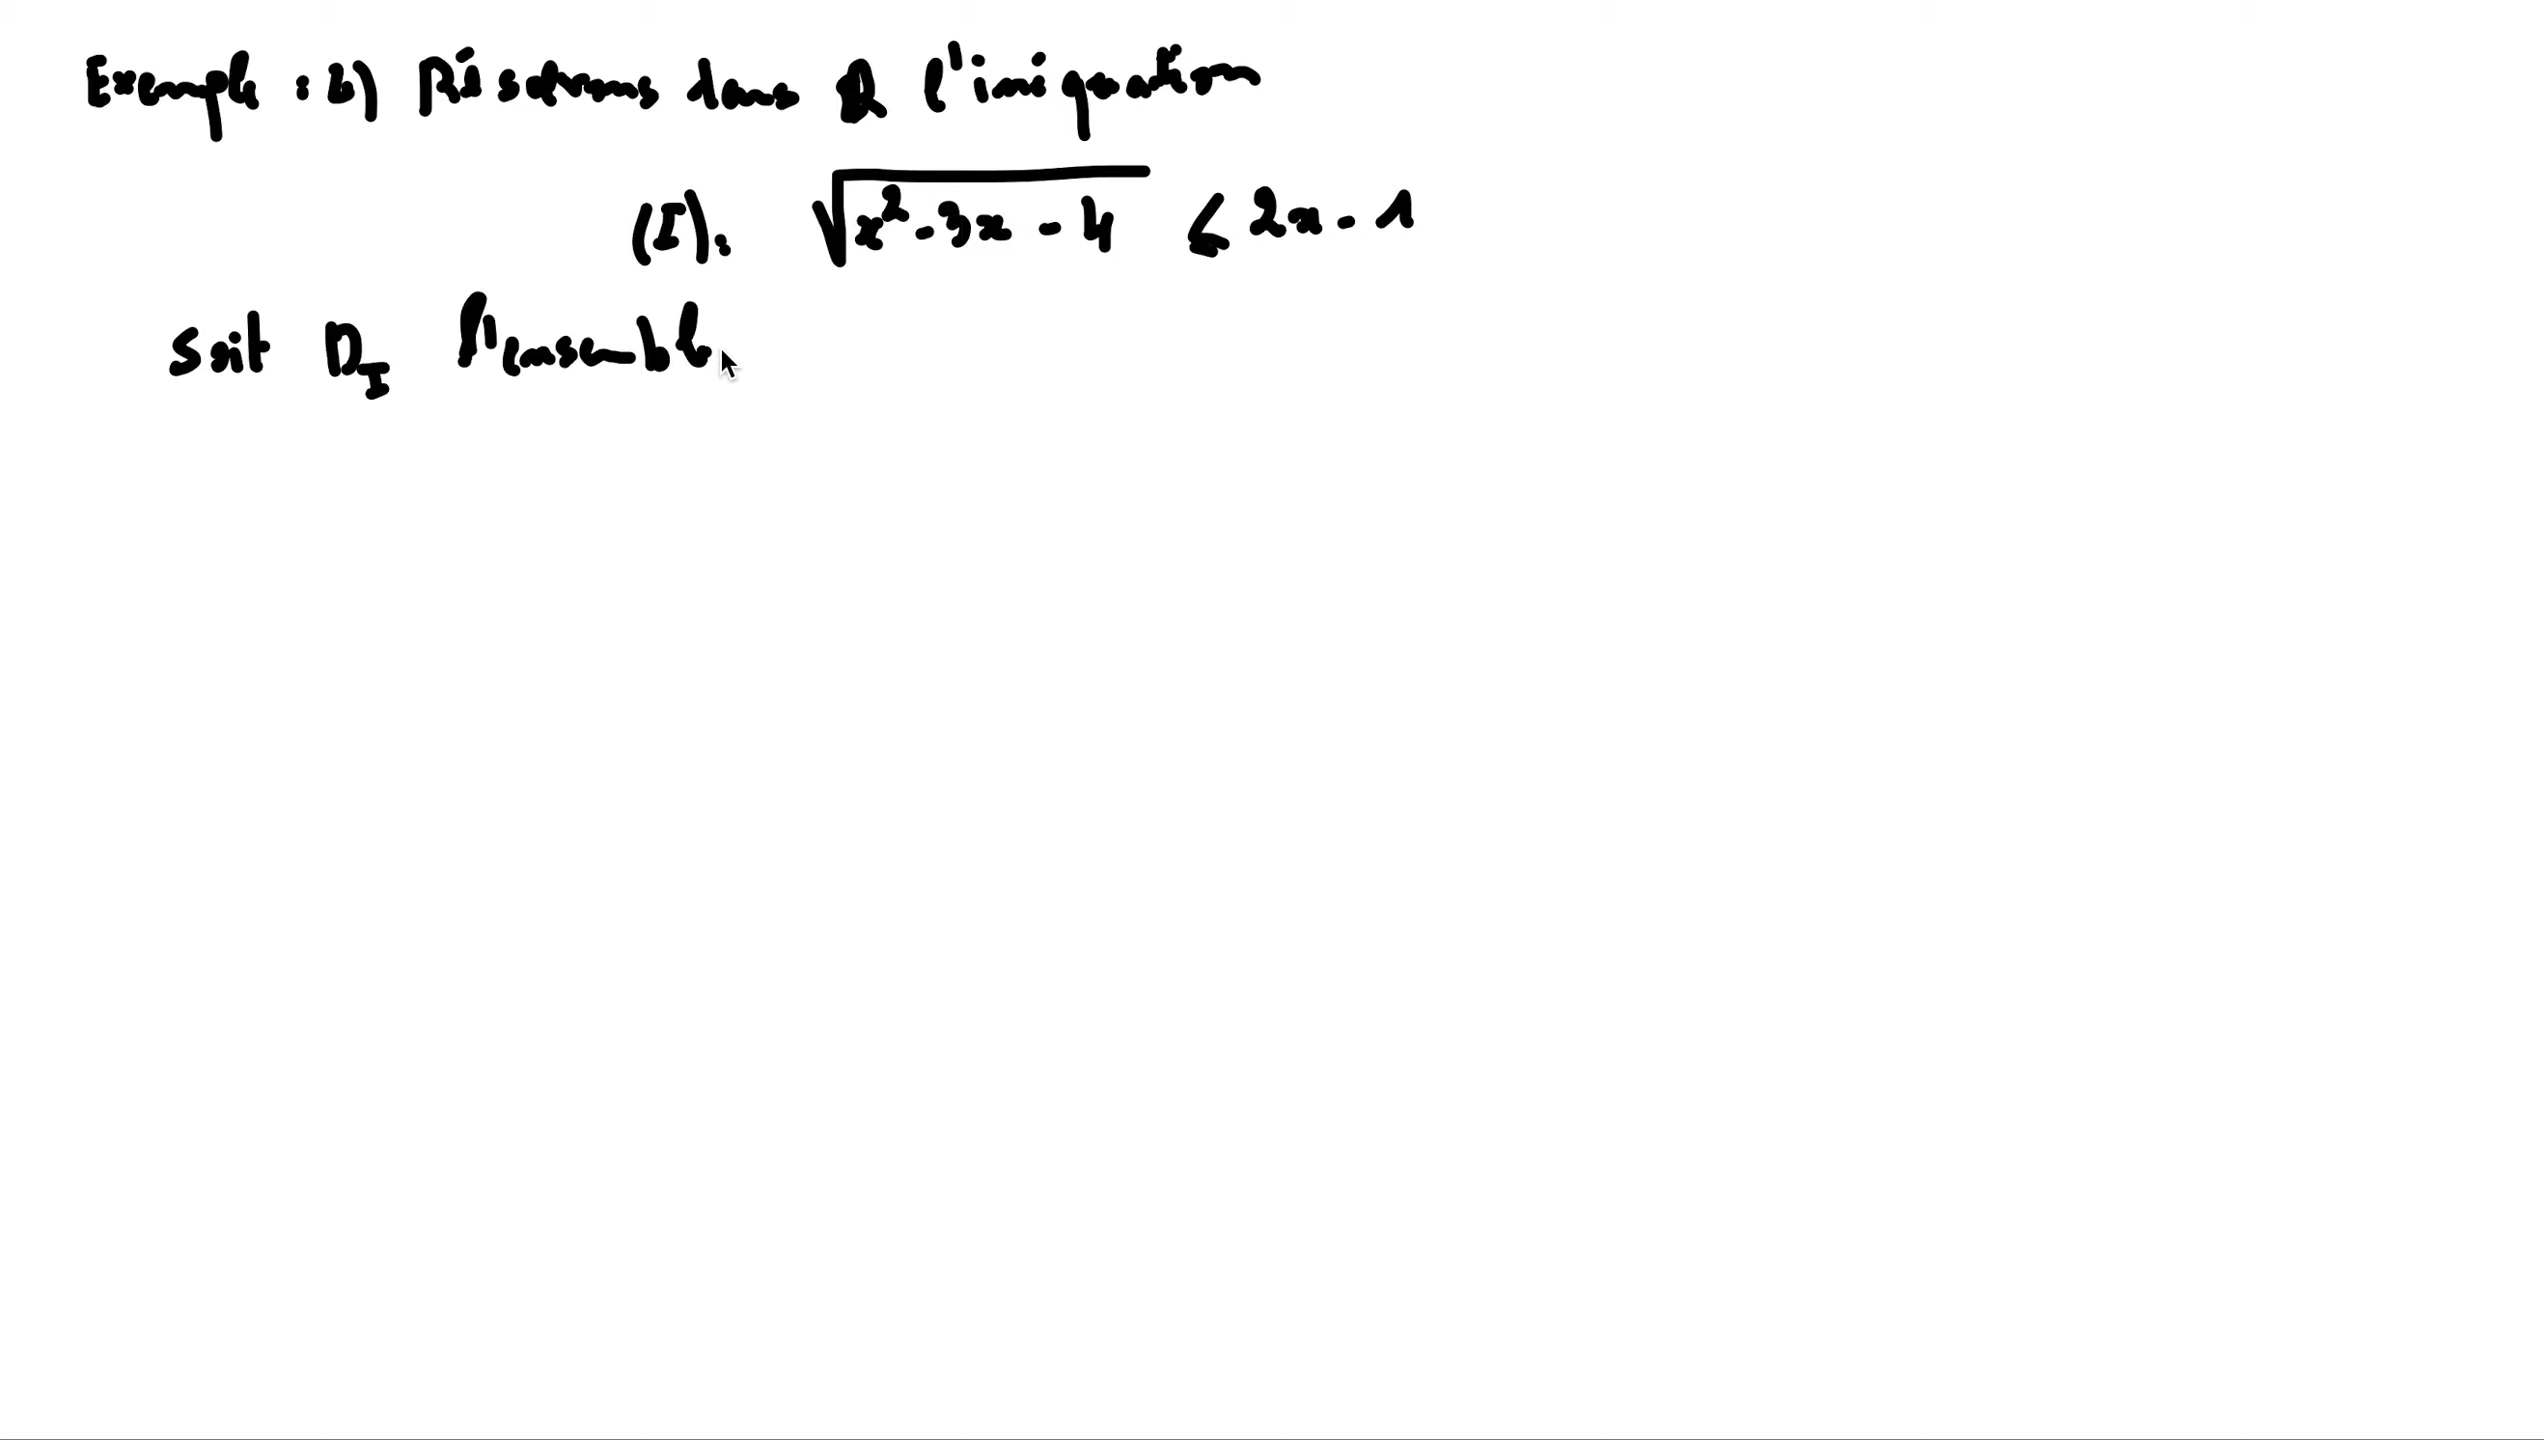 Exemple : b) Résolvons dans ℝ l'inéquation
(I): √(x² - 3x - 4) ≤ 2x - 1
Soit D_I l'ensemble